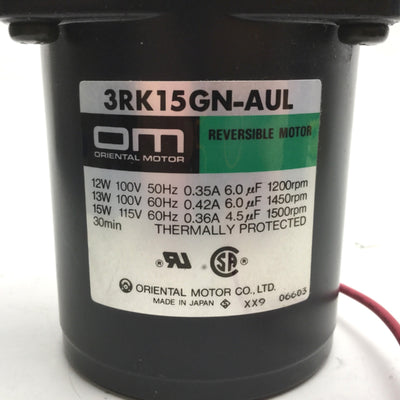 3RK15GN-AUL
OM
ORIENTAL MOTOR
REVERSIBLE MOTOR
12W 100V 50Hz 0.35A 6.0 µF 1200rpm
13W 100V 60Hz 0.42A 6.0 µF 1450rpm
15W 115V 60Hz 0.36A 4.5 µF 1500rpm
30min THERMALLY PROTECTED
RU SA
ORIENTAL MOTOR CO., LTD.
MADE IN JAPAN S XX9 06603